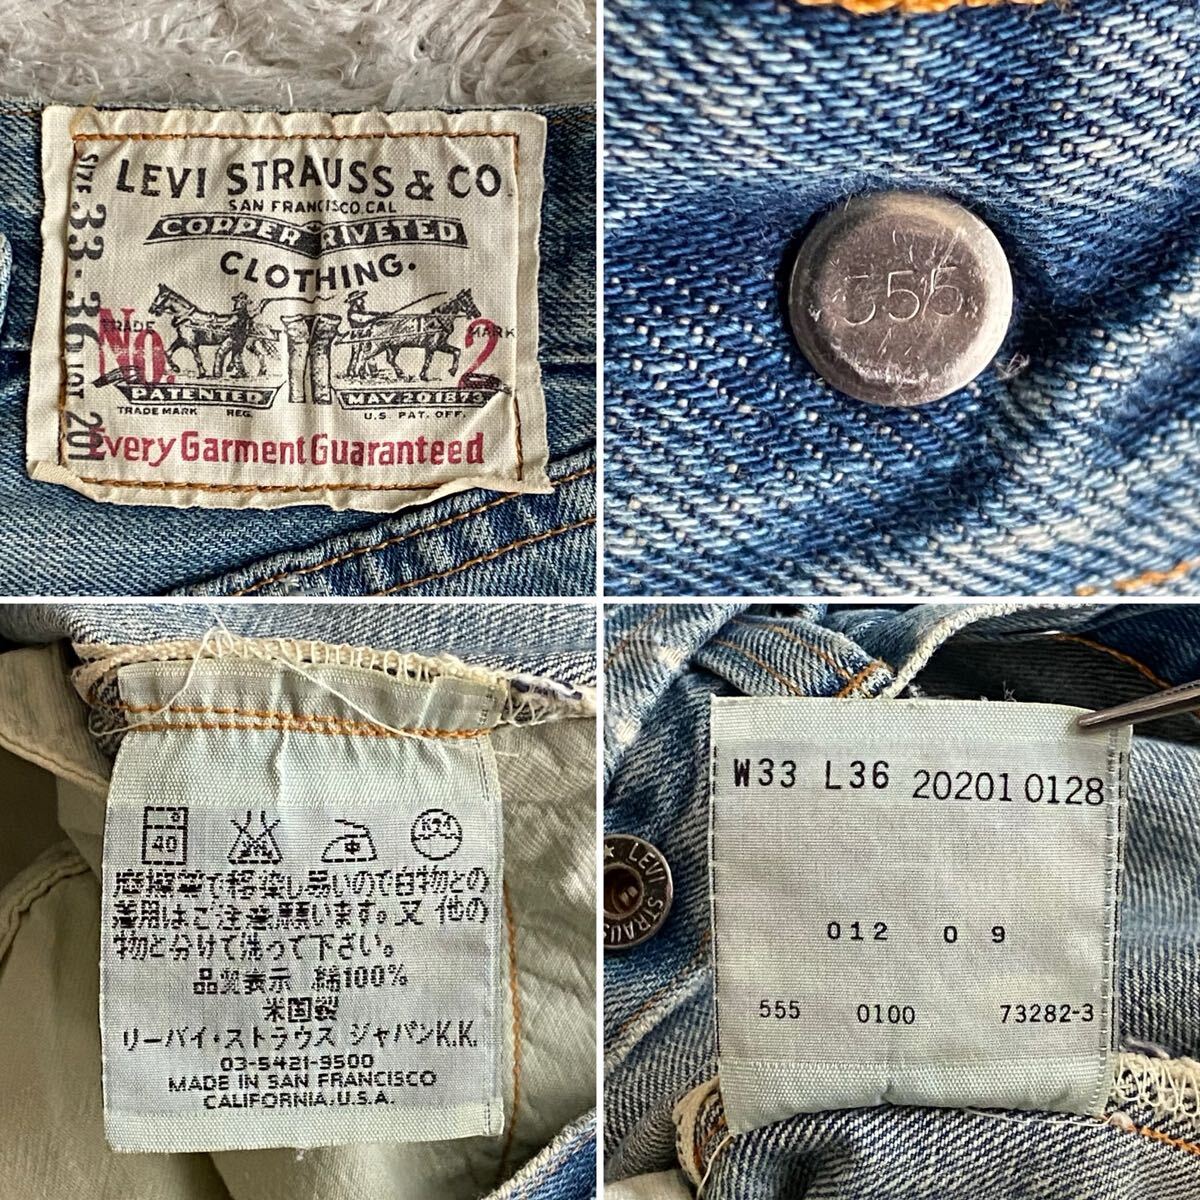 LEVI STRAUSS & CO
SAN FRANCISCO.CAL
COPPER RIVETED
CLOTHING.
TRADE MARK
No. 2
PATENTED MAY 20 1873
TRADE MARK REG. U.S. PAT. OFF.
Every Garment Guaranteed
SIZE 33-36 LOT 201
555
40
中
摩擦等で移染し易いので白物との
着用はご注意願います。又 他の
物と分けて洗って下さい。
品質表示 綿100%
米国製
リーバイ・ストラウス ジャパンK.K.
03-5421-9500
MADE IN SAN FRANCISCO
CALIFORNIA,U.S.A.
W33 L36 20201 0128
012 0 9
555 0100 73282-3
LEVI STRAUSS